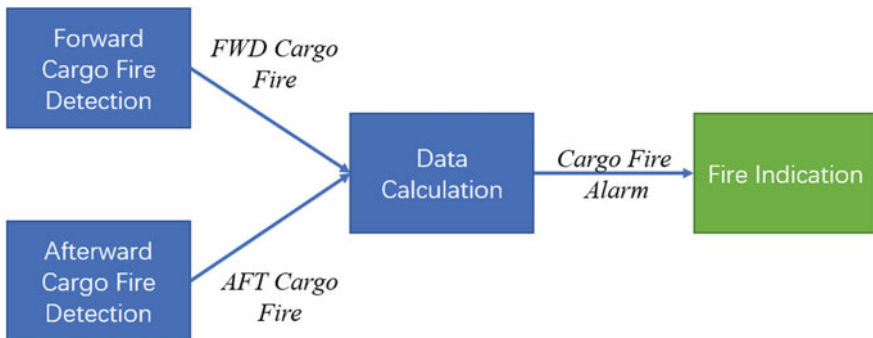 Forward
Cargo Fire
Detection
FWD Cargo
Fire
Data
Calculation
Cargo Fire
Alarm
Fire Indication
Afterward
Cargo Fire
Detection
AFT Cargo
Fire